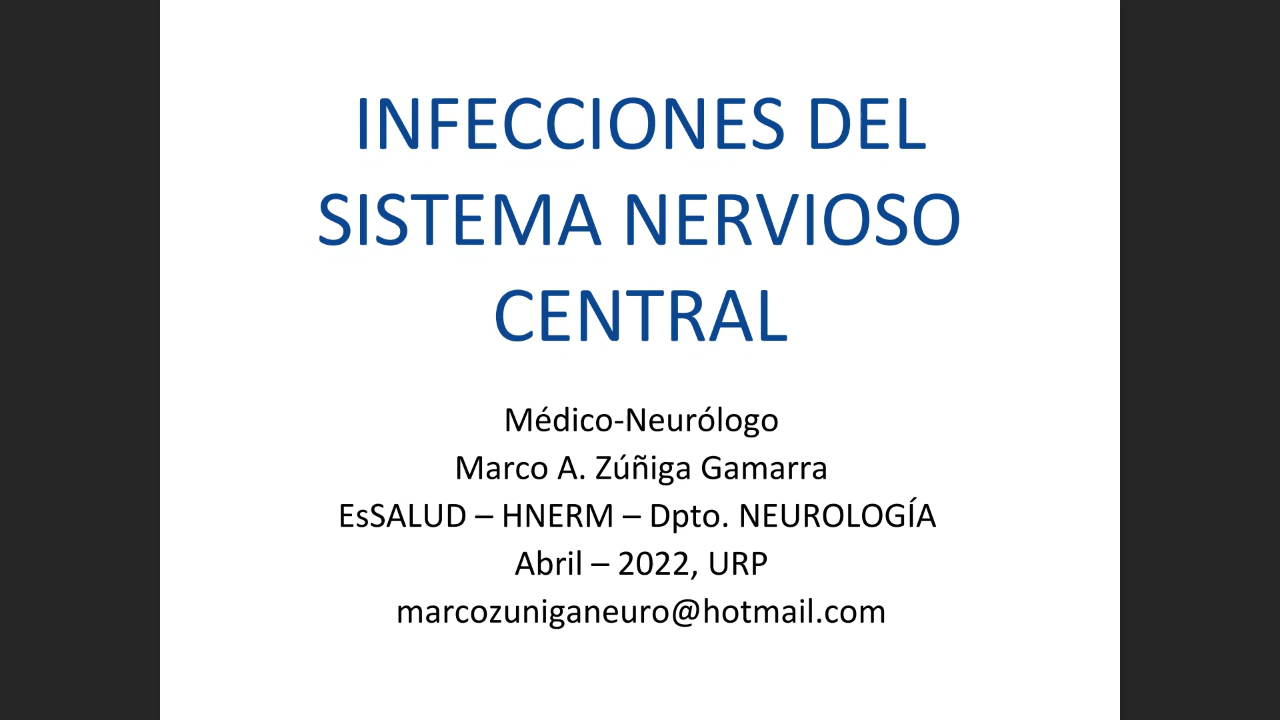 INFECCIONES DEL
SISTEMA NERVIOSO
CENTRAL
Médico-Neurólogo
Marco A. Zúñiga Gamarra
EsSALUD – HNERM – Dpto. NEUROLOGÍA
Abril – 2022, URP
marcozuniganeuro@hotmail.com